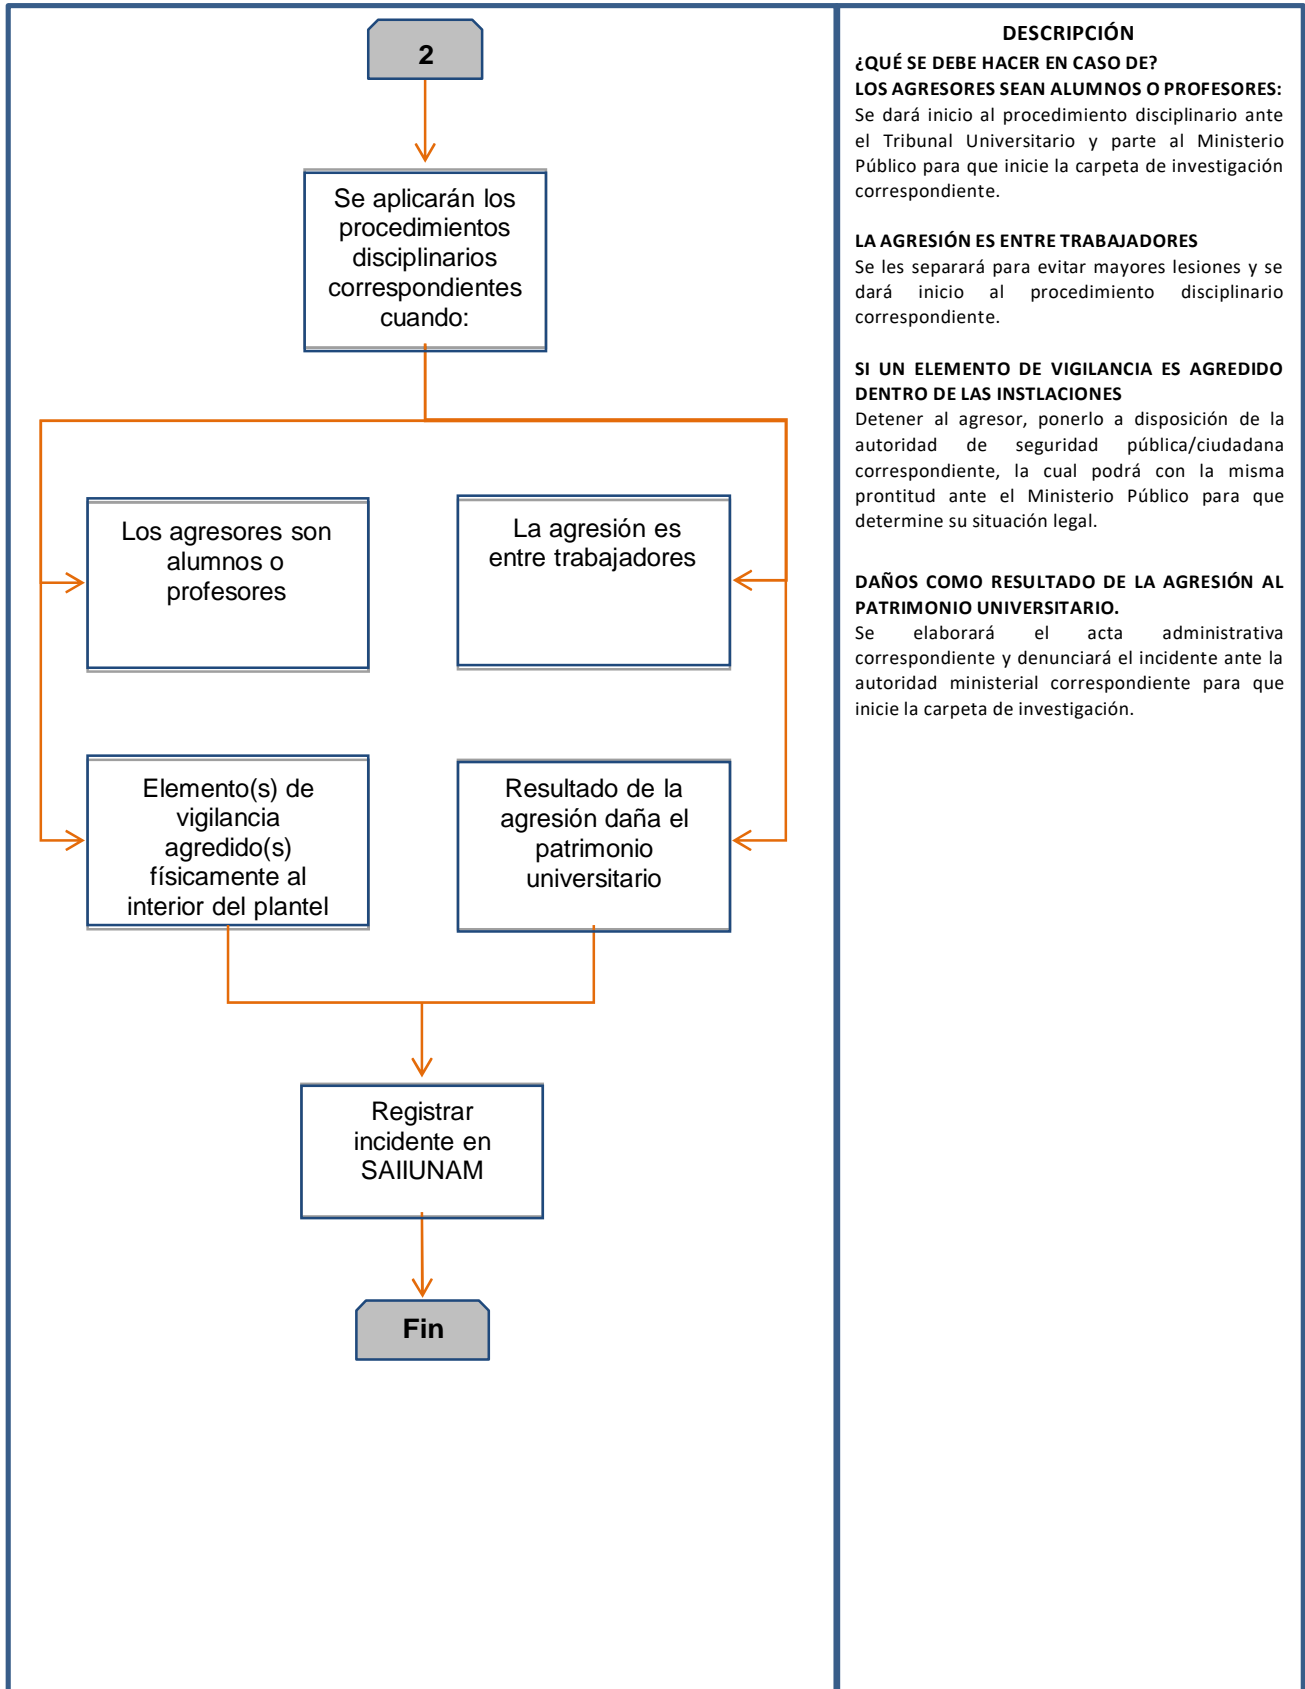 2
Se aplicarán los
procedimientos
disciplinarios
correspondientes
cuando:
Los agresores son
alumnos o
profesores
La agresión es
entre trabajadores
Elemento(s) de
vigilancia
agredido(s)
físicamente al
interior del plantel
Resultado de la
agresión daña el
patrimonio
universitario
Registrar
incidente en
SAIIUNAM
Fin
DESCRIPCIÓN
¿QUÉ SE DEBE HACER EN CASO DE?
LOS AGRESORES SEAN ALUMNOS O PROFESORES:
Se dará inicio al procedimiento disciplinario ante
el Tribunal Universitario y parte al Ministerio
Público para que inicie la carpeta de investigación
correspondiente.
LA AGRESIÓN ES ENTRE TRABAJADORES
Se les separará para evitar mayores lesiones y se
dará inicio al procedimiento disciplinario
correspondiente.
SI UN ELEMENTO DE VIGILANCIA ES AGREDIDO
DENTRO DE LAS INSTLACIONES
Detener al agresor, ponerlo a disposición de la
autoridad de seguridad pública/ciudadana
correspondiente, la cual podrá con la misma
prontitud ante el Ministerio Público para que
determine su situación legal.
DAÑOS COMO RESULTADO DE LA AGRESIÓN AL
PATRIMONIO UNIVERSITARIO.
Se elaborará el acta administrativa
correspondiente y denunciará el incidente ante la
autoridad ministerial correspondiente para que
inicie la carpeta de investigación.